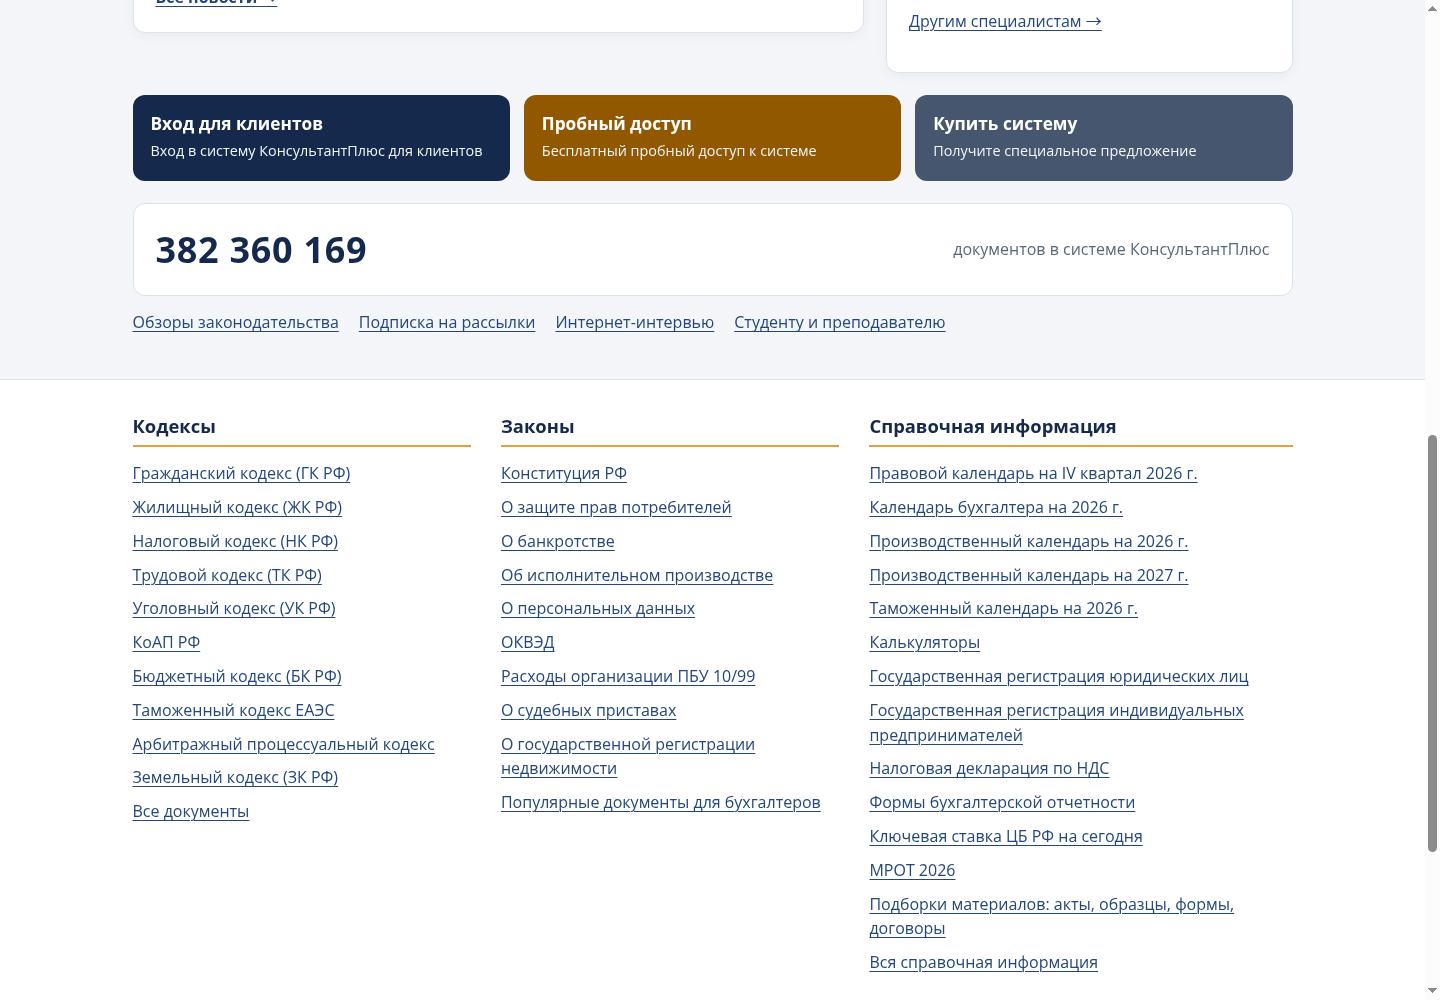 Все новости →
Другим специалистам →
Вход для клиентов
Вход в систему КонсультантПлюс для клиентов
Пробный доступ
Бесплатный пробный доступ к системе
Купить систему
Получите специальное предложение
382 360 169
документов в системе КонсультантПлюс
Обзоры законодательства
Подписка на рассылки
Интернет-интервью
Студенту и преподавателю
Кодексы
Гражданский кодекс (ГК РФ)
Жилищный кодекс (ЖК РФ)
Налоговый кодекс (НК РФ)
Трудовой кодекс (ТК РФ)
Уголовный кодекс (УК РФ)
КоАП РФ
Бюджетный кодекс (БК РФ)
Таможенный кодекс ЕАЭС
Арбитражный процессуальный кодекс
Земельный кодекс (ЗК РФ)
Все документы
Законы
Конституция РФ
О защите прав потребителей
О банкротстве
Об исполнительном производстве
О персональных данных
ОКВЭД
Расходы организации ПБУ 10/99
О судебных приставах
О государственной регистрации
недвижимости
Популярные документы для бухгалтеров
Справочная информация
Правовой календарь на IV квартал 2026 г.
Календарь бухгалтера на 2026 г.
Производственный календарь на 2026 г.
Производственный календарь на 2027 г.
Таможенный календарь на 2026 г.
Калькуляторы
Государственная регистрация юридических лиц
Государственная регистрация индивидуальных
предпринимателей
Налоговая декларация по НДС
Формы бухгалтерской отчетности
Ключевая ставка ЦБ РФ на сегодня
МРОТ 2026
Подборки материалов: акты, образцы, формы,
договоры
Вся справочная информация